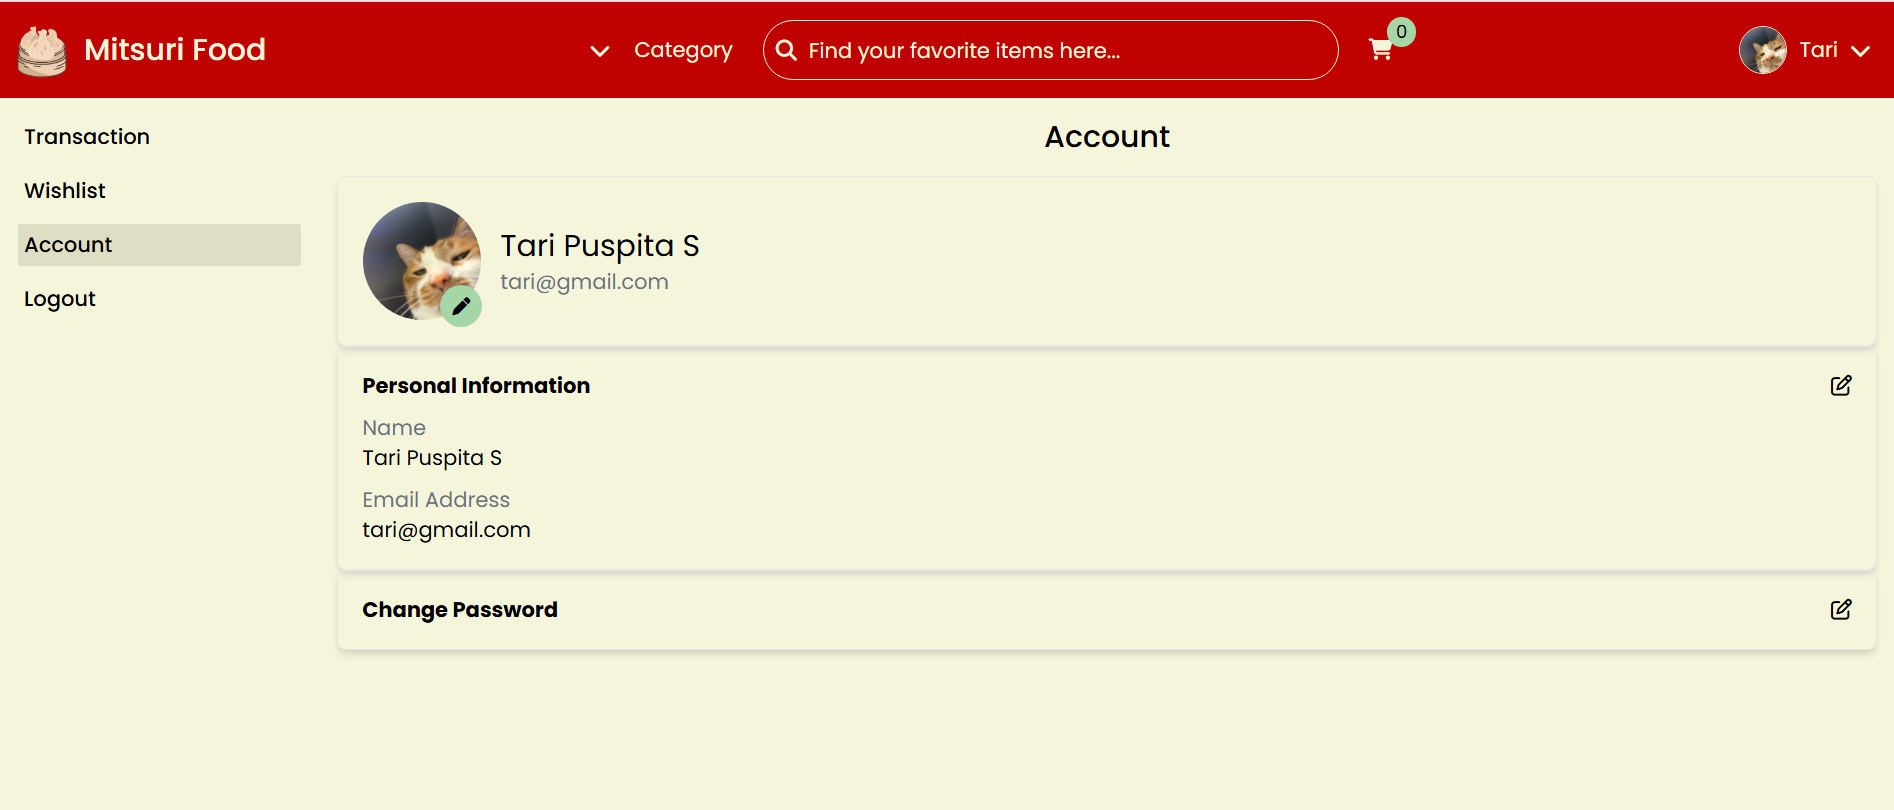 Mitsuri Food
Category
Find your favorite items here...
0
Tari
Transaction
Wishlist
Account
Logout
Account
Tari Puspita S
tari@gmail.com
Personal Information
Name
Tari Puspita S
Email Address
tari@gmail.com
Change Password